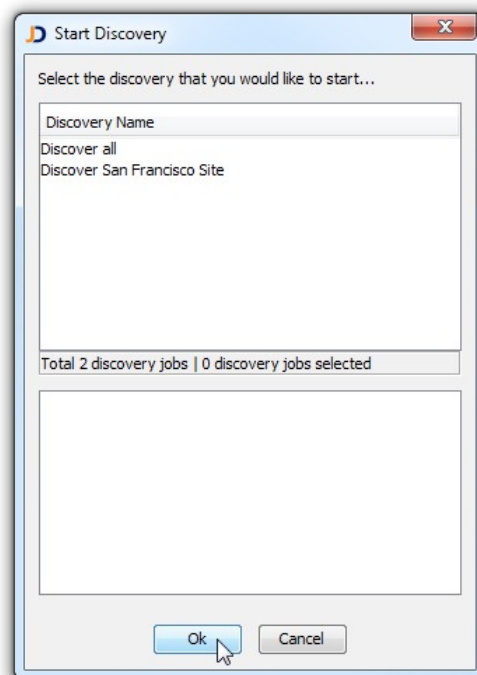 Start Discovery
Select the discovery that you would like to start...
Discovery Name
Discover all
Discover San Francisco Site
Total 2 discovery jobs | 0 discovery jobs selected
Ok
Cancel